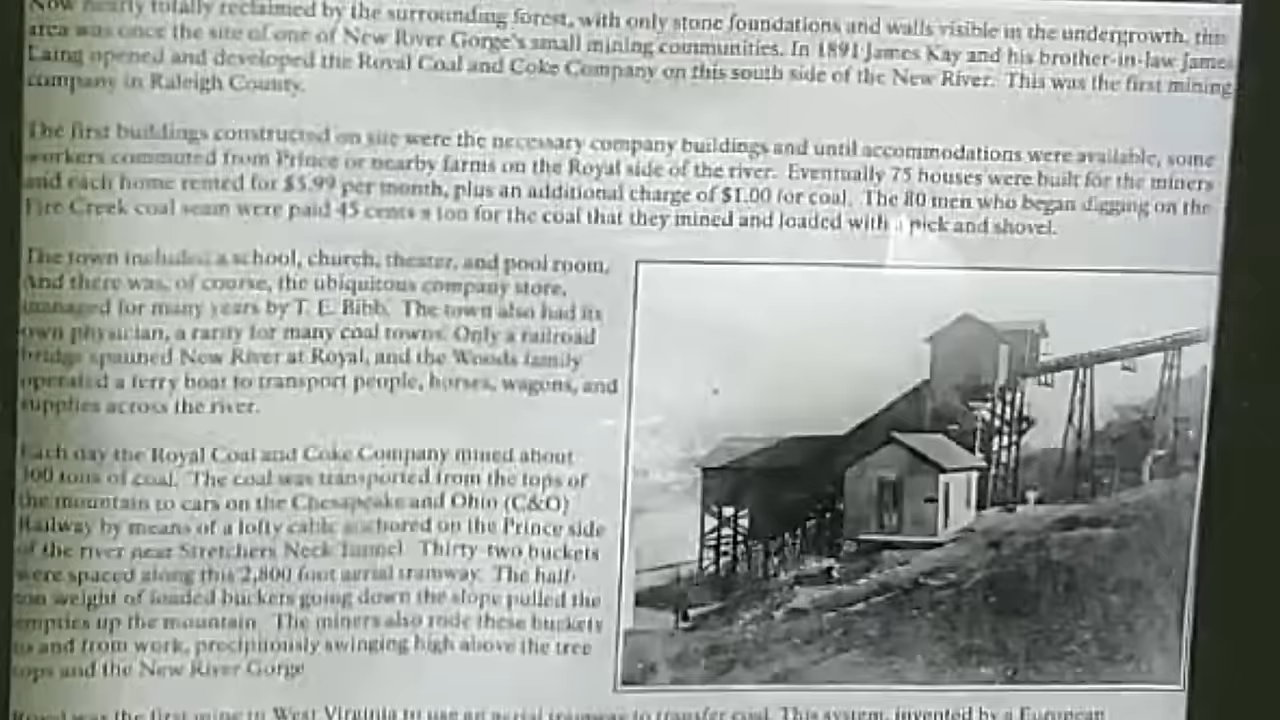 Now nearly totally reclaimed by the surrounding forest, with only stone foundations and walls visible in the undergrowth, this
area was once the site of one of New River Gorge's small mining communities. In 1891 James Kay and his brother-in-law James
Laing opened and developed the Royal Coal and Coke Company on this south side of the New River. This was the first mining
company in Raleigh County.
The first buildings constructed on site were the necessary company buildings and until accommodations were available, some
workers commuted from Prince or nearby farms on the Royal side of the river. Eventually 75 houses were built for the miners
and each home rented for $5.99 per month, plus an additional charge of $1.00 for coal. The 80 men who began digging on the
Fire Creek coal seam were paid 45 cents a ton for the coal that they mined and loaded with a pick and shovel.
The town included a school, church, theater, and pool room.
And there was, of course, the ubiquitous company store,
managed for many years by T. E. Bibb. The town also had its
own physician, a rarity for many coal towns. Only a railroad
bridge spanned New River at Royal, and the Woods family
operated a ferry boat to transport people, horses, wagons, and
supplies across the river.
Each day the Royal Coal and Coke Company mined about
300 tons of coal. The coal was transported from the tops of
the mountain to cars on the Chesapeake and Ohio (C&O)
Railway by means of a lofty cable anchored on the Prince side
of the river near Stretchers Neck Tunnel. Thirty-two buckets
were spaced along this 2,800 foot aerial tramway. The half-
ton weight of loaded buckets going down the slope pulled the
empties up the mountain. The miners also rode these buckets
to and from work, precipitously swinging high above the tree
tops and the New River Gorge
Royal was the first mine in West Virginia to use an aerial tramway to transfer coal. This system, invented by a European